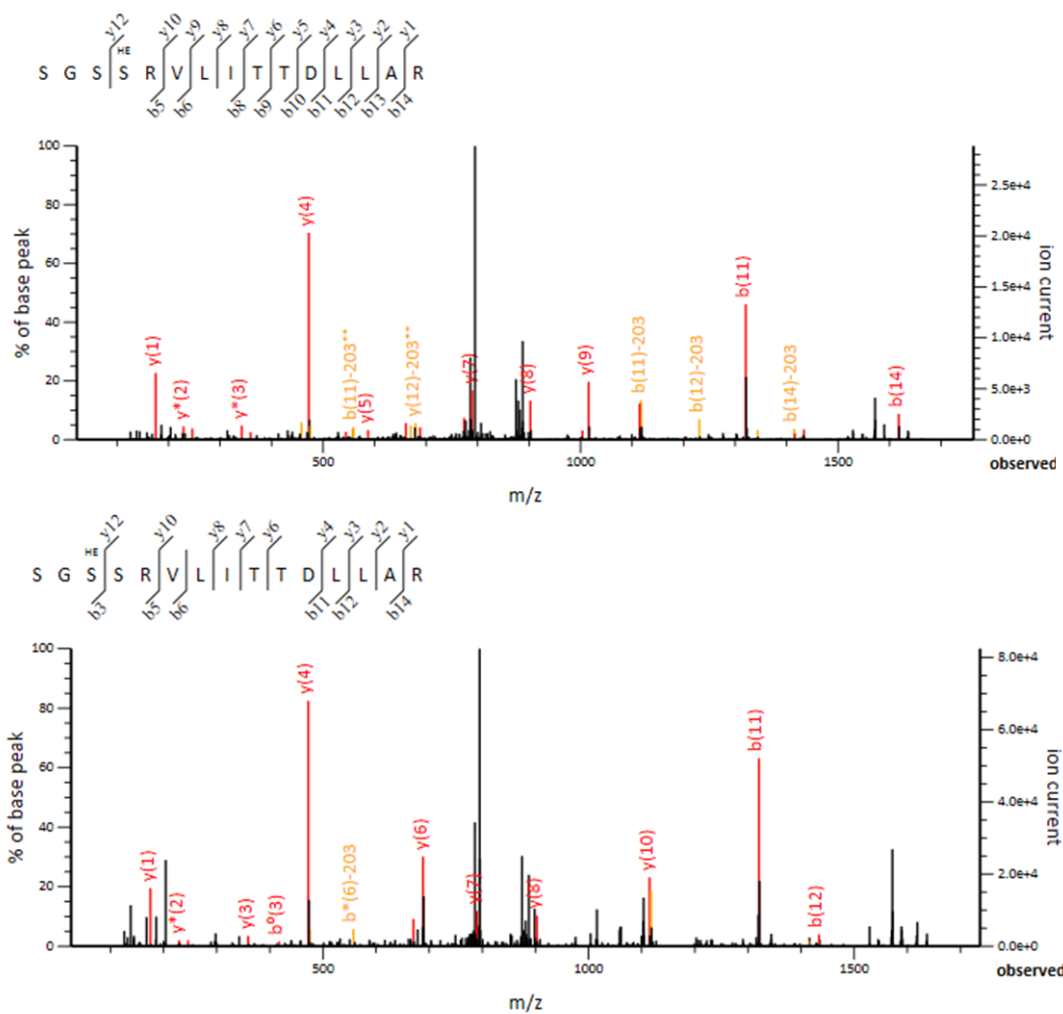 y12 y10 y9 y8 y7 y6 y5 y4 y3 y2 y1
HE
S G S S R V L I T T D L L A R
b5 b6 b8 b9 b10 b11 b12 b13 b14
100
80
60
40
20
0
% of base peak
y(1)
y*(2)
y*(3)
y(4)
b(11)-203**
y(5)
y(12)-203**
y(7)
y(8)
y(9)
b(11)-203
b(12)-203
b(11)
b(14)-203
b(14)
2.5e+4
2.0e+4
1.5e+4
1.0e+4
5.0e+3
0.0e+0
ion current
500 1000 1500
observed
m/z
y12 y10 y8 y7 y6 y4 y3 y2 y1
HE
S G S S R V L I T T D L L A R
b3 b5 b6 b11 b12 b14
100
80
60
40
20
0
% of base peak
y(1)
y*(2)
y(3)
b°(3)
y(4)
b*(6)-203
y(6)
y(7)
y(8)
y(10)
b(11)
b(12)
8.0e+4
6.0e+4
4.0e+4
2.0e+4
0.0e+0
ion current
500 1000 1500
observed
m/z